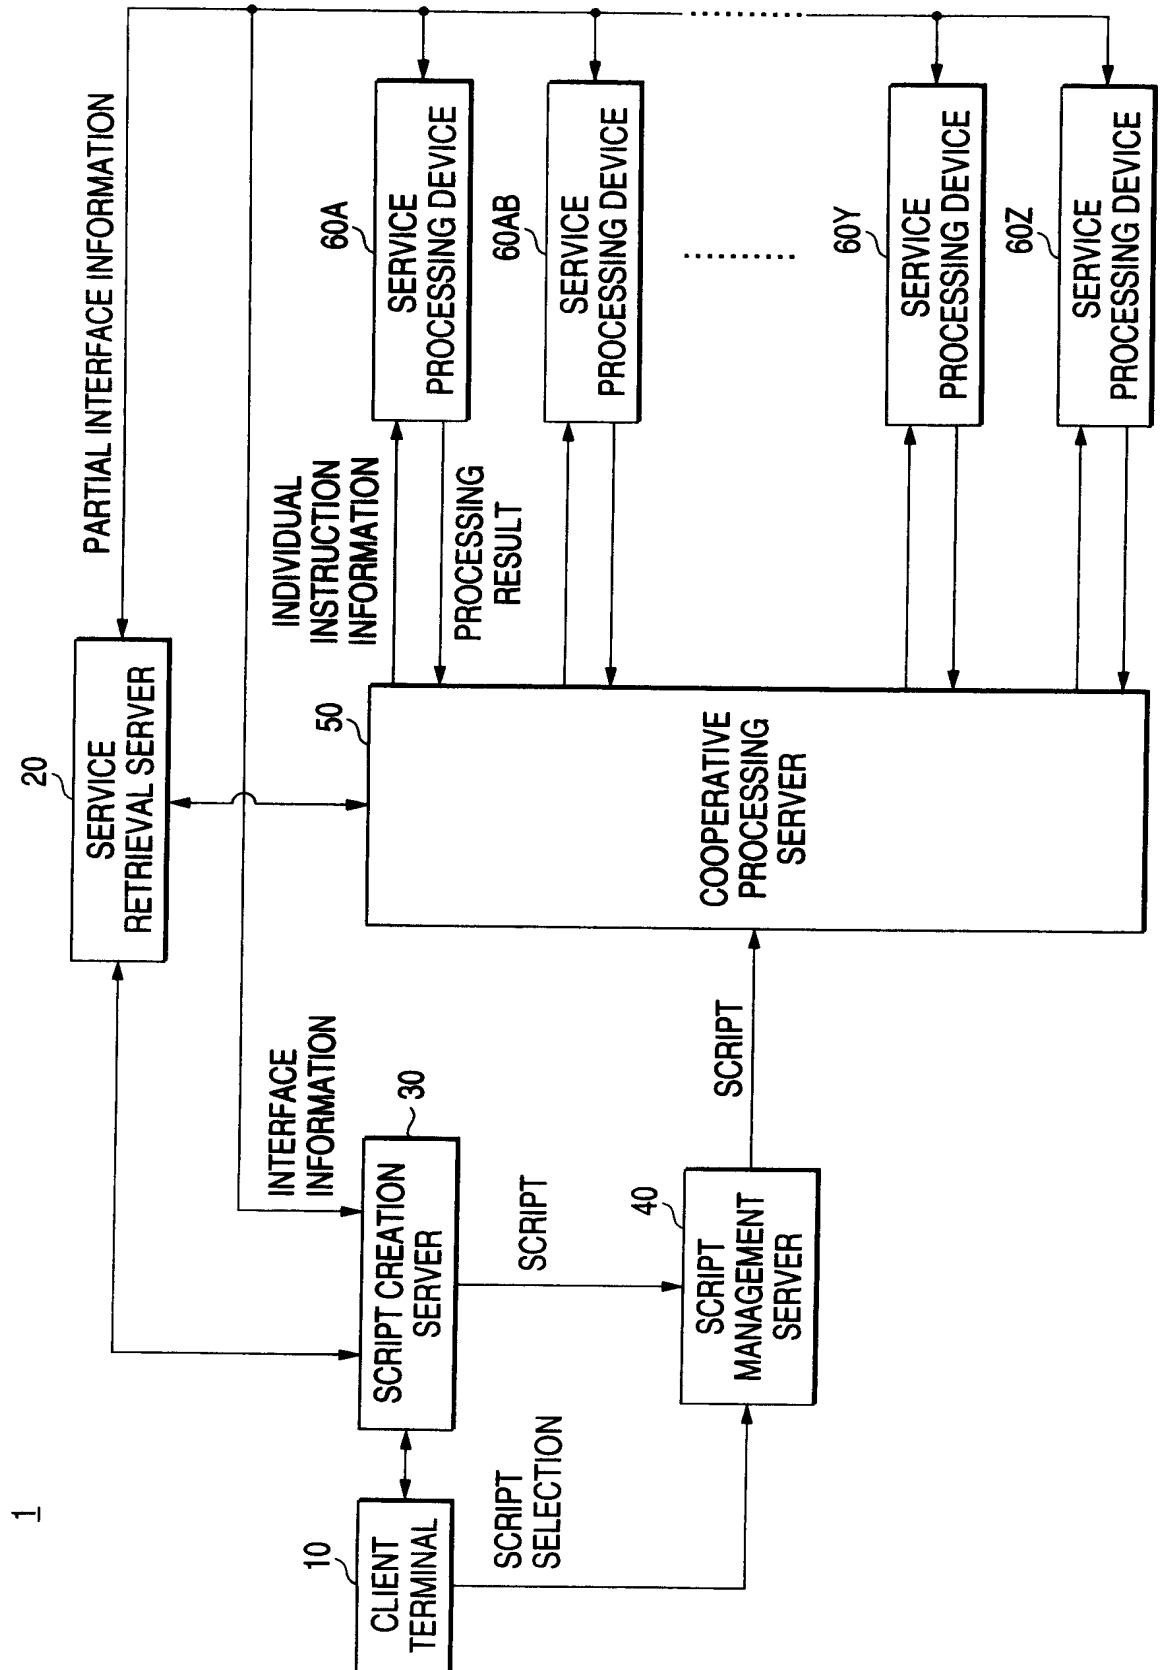 1
10
CLIENT
TERMINAL
SCRIPT
SELECTION
SCRIPT CREATION
SERVER
30
INTERFACE
INFORMATION
SCRIPT
40
SCRIPT
MANAGEMENT
SERVER
SCRIPT
20
SERVICE
RETRIEVAL SERVER
50
COOPERATIVE
PROCESSING
SERVER
PARTIAL INTERFACE INFORMATION
INDIVIDUAL
INSTRUCTION
INFORMATION
PROCESSING
RESULT
60A
SERVICE
PROCESSING DEVICE
60AB
SERVICE
PROCESSING DEVICE
60Y
SERVICE
PROCESSING DEVICE
60Z
SERVICE
PROCESSING DEVICE